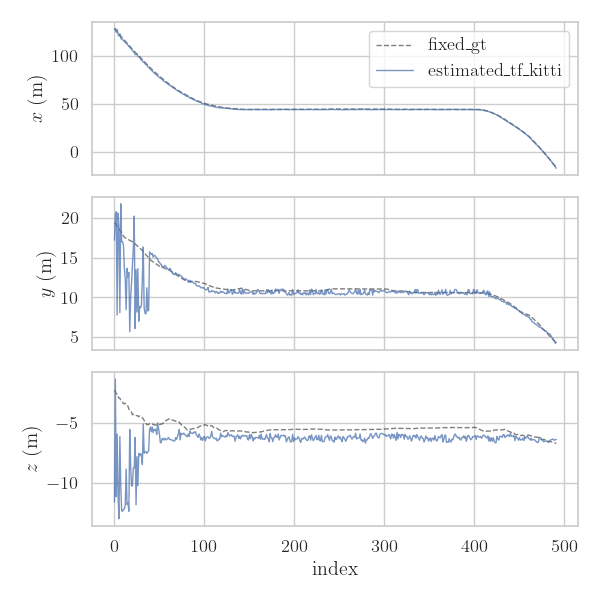 fixed_gt
estimated_tf_kitti
100
50
0
x (m)
20
15
10
5
y (m)
−5
−10
z (m)
0 100 200 300 400 500
index